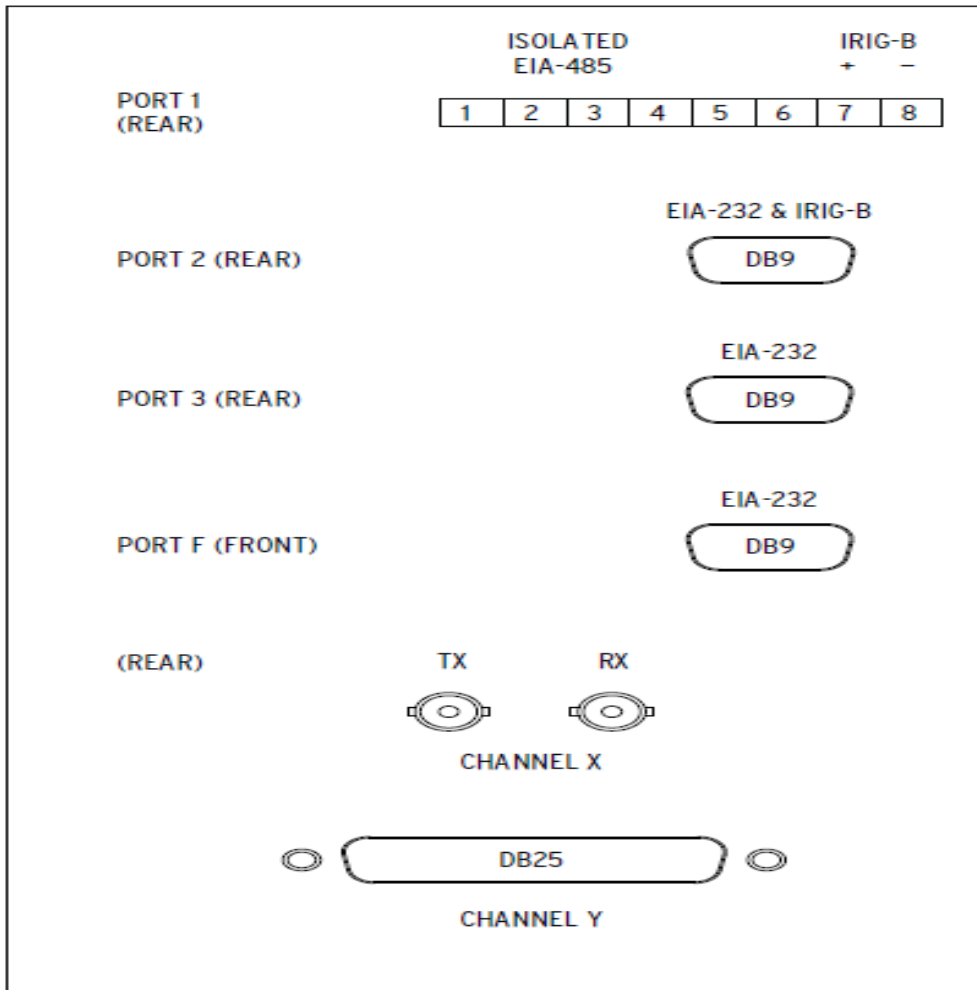 ISOLATED IRIG-B
EIA-485 + –
PORT 1
(REAR)
1 2 3 4 5 6 7 8
EIA-232 & IRIG-B
PORT 2 (REAR) DB9
EIA-232
PORT 3 (REAR) DB9
EIA-232
PORT F (FRONT) DB9
(REAR) TX RX
CHANNEL X
DB25
CHANNEL Y